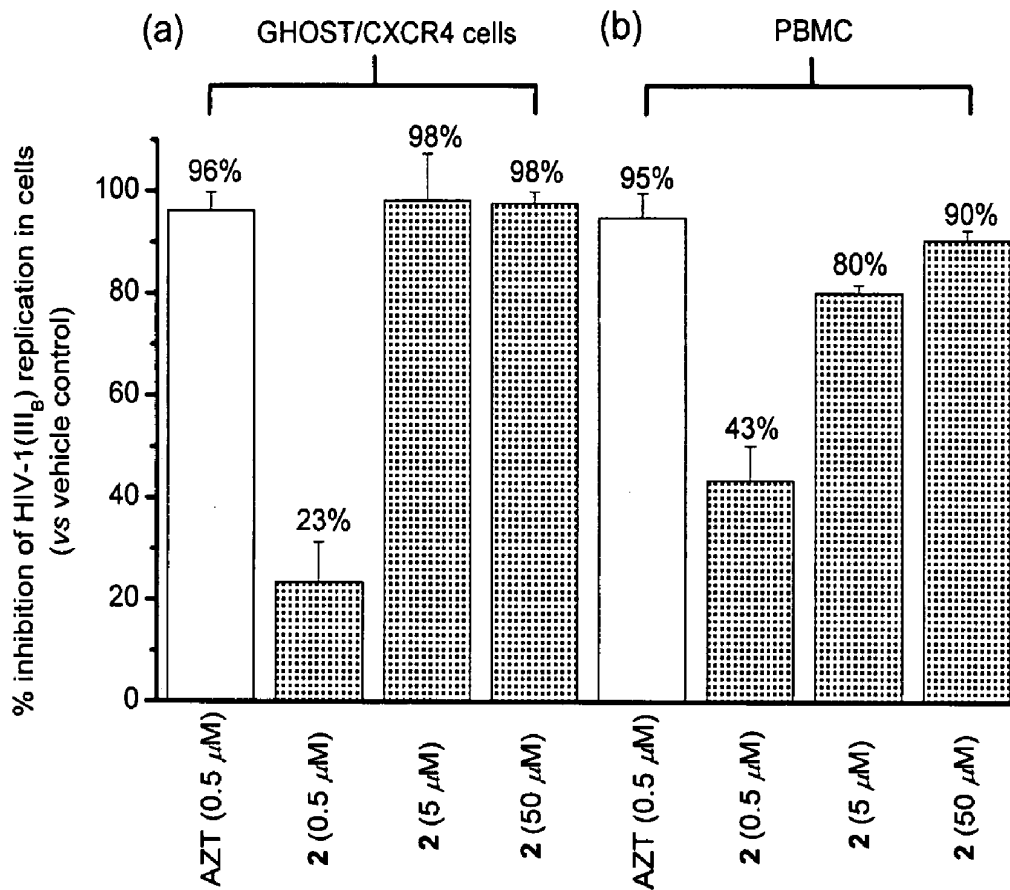 (a)
GHOST/CXCR4 cells
(b)
PBMC
% inhibition of HIV-1(III_B) replication in cells
(vs vehicle control)
100
80
60
40
20
0
96%
23%
98%
98%
95%
43%
80%
90%
AZT (0.5 μM)
2 (0.5 μM)
2 (5 μM)
2 (50 μM)
AZT (0.5 μM)
2 (0.5 μM)
2 (5 μM)
2 (50 μM)